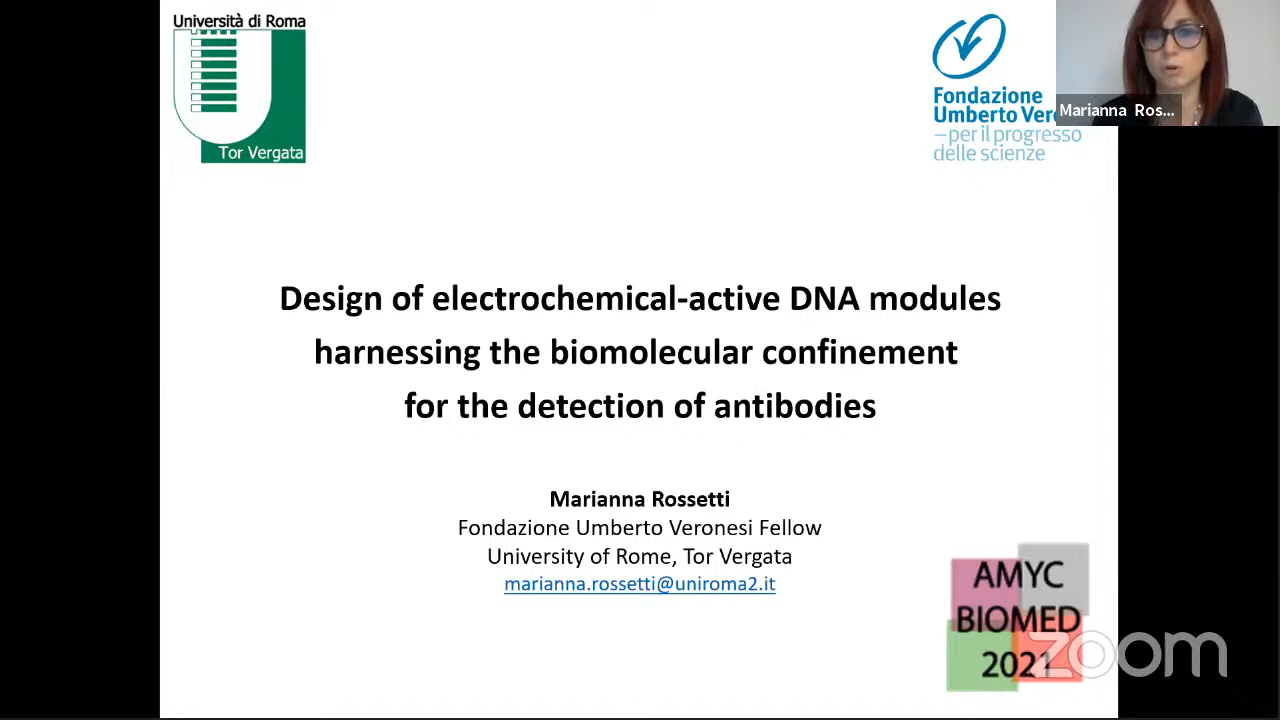 Università di Roma
Tor Vergata
Fondazione
Umberto Vero
–per il progresso
delle scienze
Marianna Ros...
Design of electrochemical-active DNA modules
harnessing the biomolecular confinement
for the detection of antibodies
Marianna Rossetti
Fondazione Umberto Veronesi Fellow
University of Rome, Tor Vergata
marianna.rossetti@uniroma2.it
AMYC
BIOMED
2021
zoom